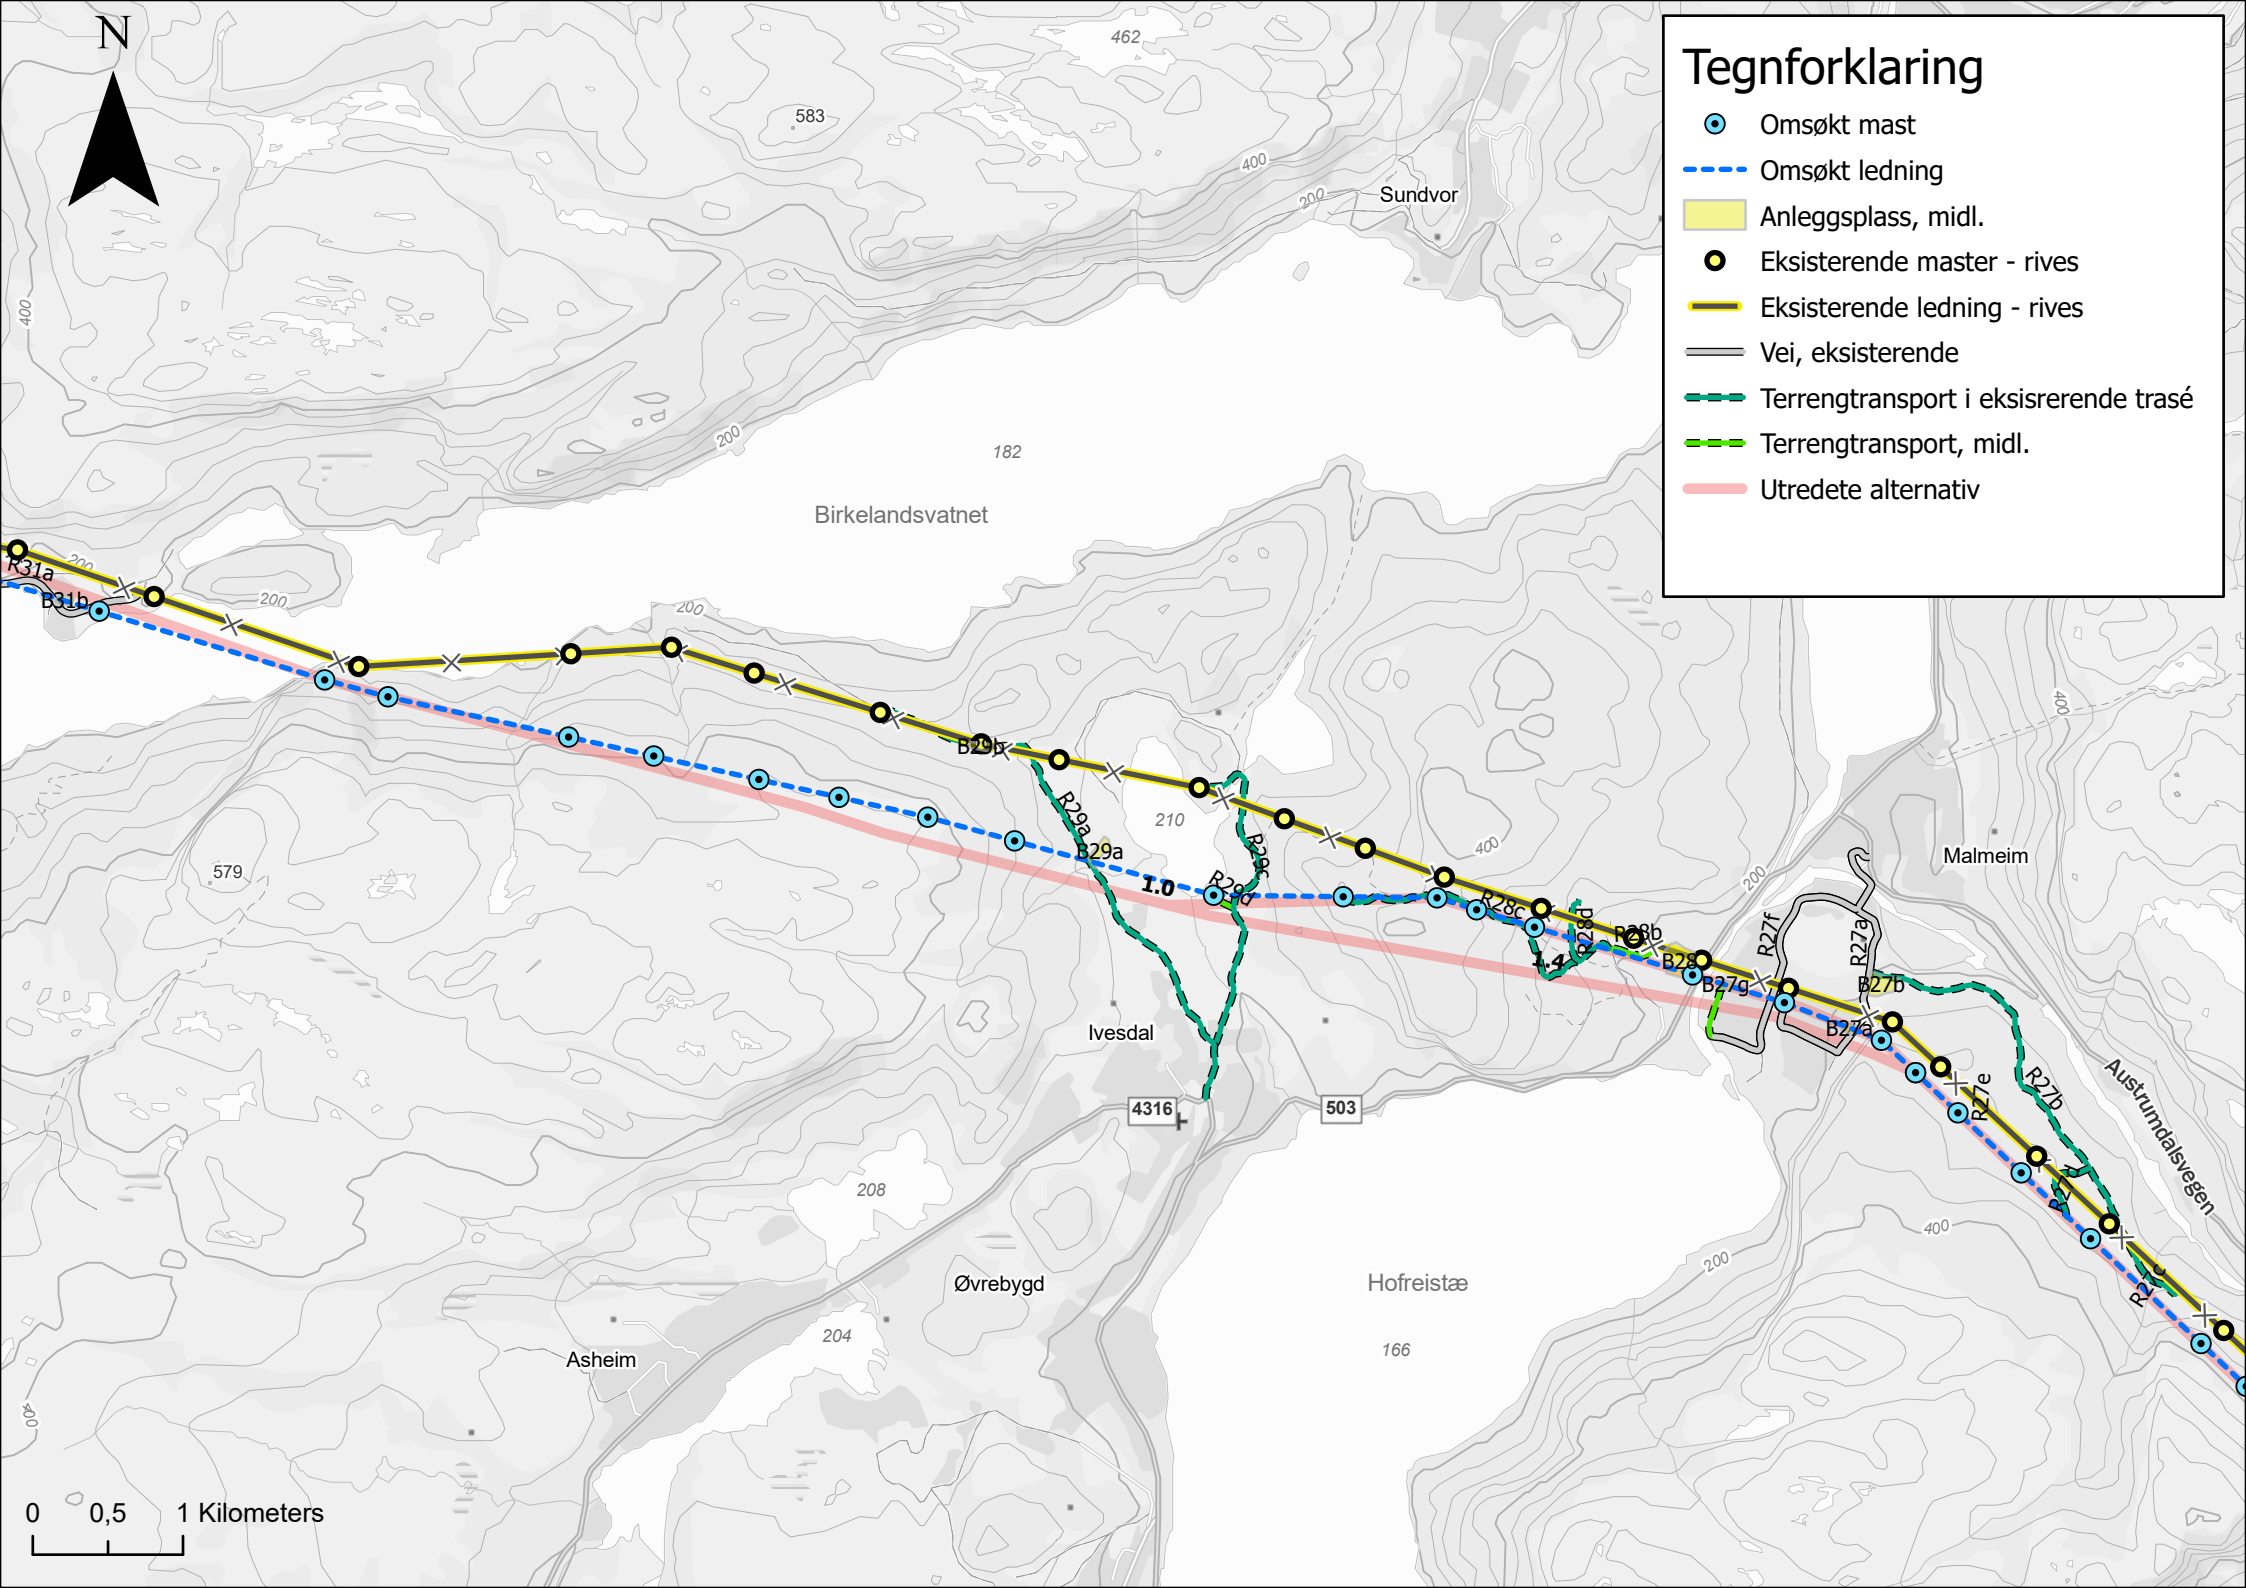 N
462
583
400
200
Sundvor
400
Tegnforklaring
Omsøkt mast
Omsøkt ledning
Anleggsplass, midl.
Eksisterende master - rives
Eksisterende ledning - rives
Vei, eksisterende
Terrengtransport i eksisrerende trasé
Terrengtransport, midl.
Utredete alternativ
200
182
Birkelandsvatnet
200
R31a
B31b
200
200
400
B29b
R29a
210
B29a
R29c
400
579
1.0
R29d
R28c
R28d
R28b
1.4
B28
B27g
200
R27f
R27a
Malmeim
B27b
B27a
Ivesdal
4316
503
R27e
R27b
Austrumdalsvegen
R27d
208
400
200
R27c
Øvrebygd
Hofreistæ
204
166
Asheim
400
0 0,5 1 Kilometers